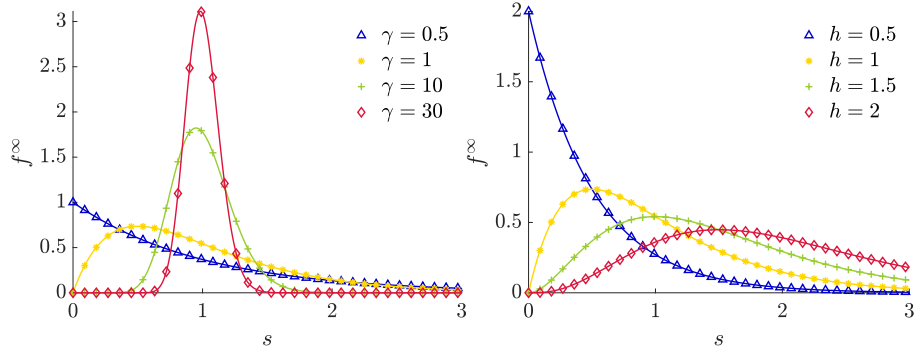 3
2.5
2
1.5
1
0.5
0
0 1 2 3
f^∞
s
γ = 0.5
γ = 1
γ = 10
γ = 30
2
1.5
1
0.5
0
0 1 2 3
f^∞
s
h = 0.5
h = 1
h = 1.5
h = 2